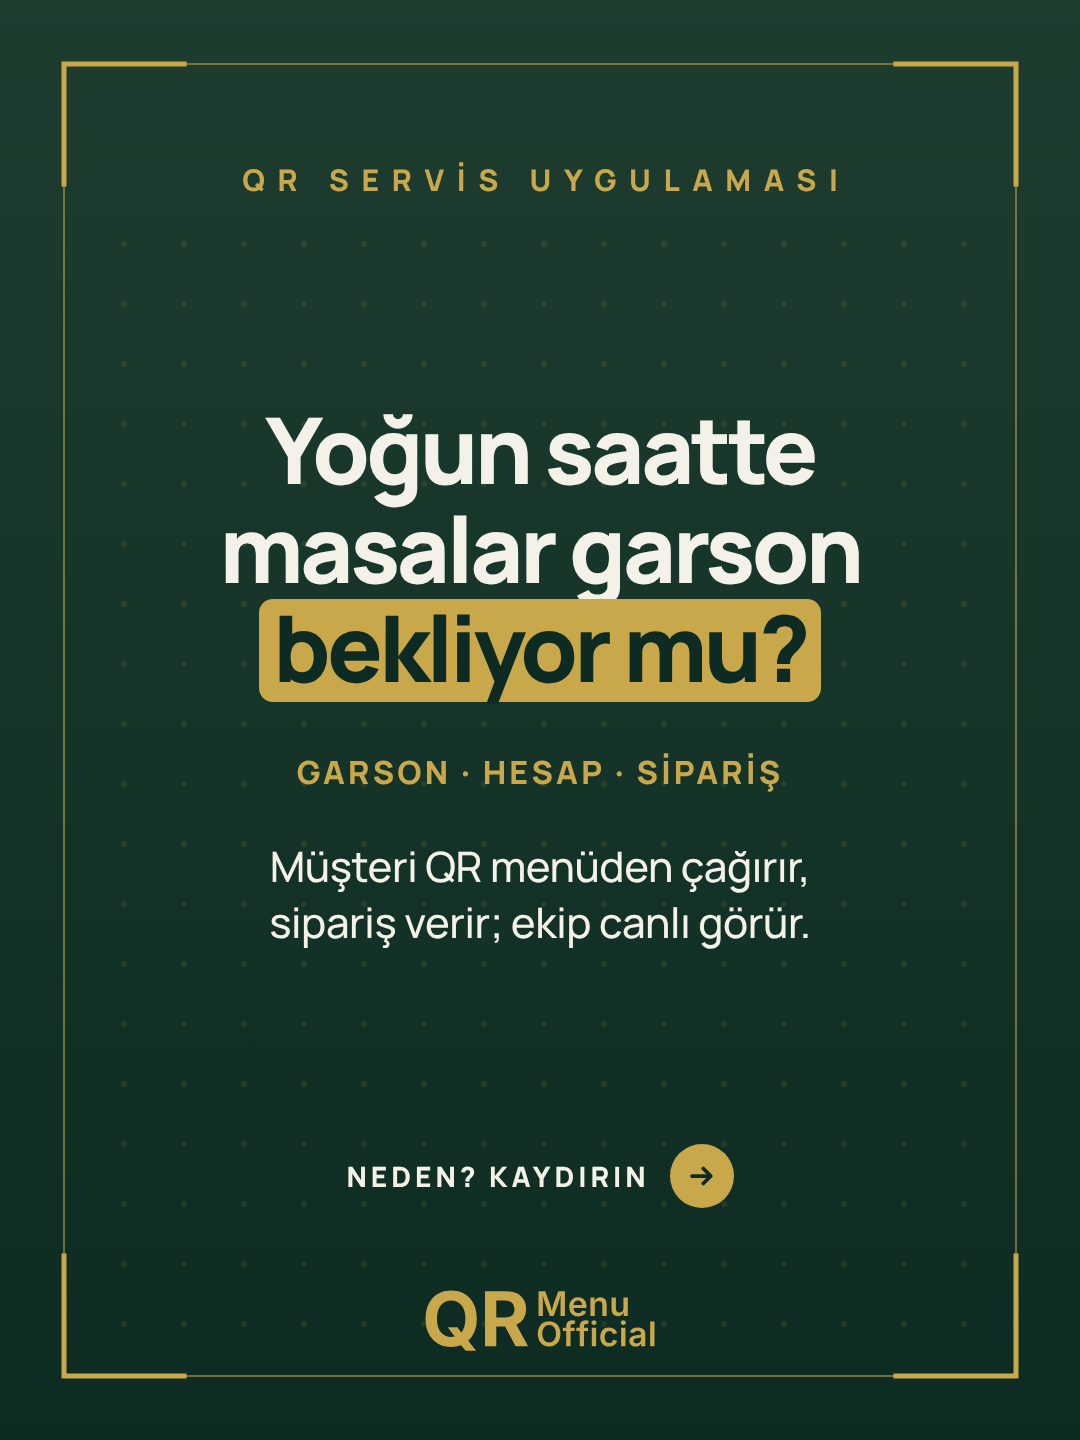 QR SERVİS UYGULAMASI
Yoğun saatte
masalar garson
bekliyor mu?
GARSON · HESAP · SİPARİŞ
Müşteri QR menüden çağırır,
sipariş verir; ekip canlı görür.
NEDEN? KAYDIRIN
QR Menu
Official